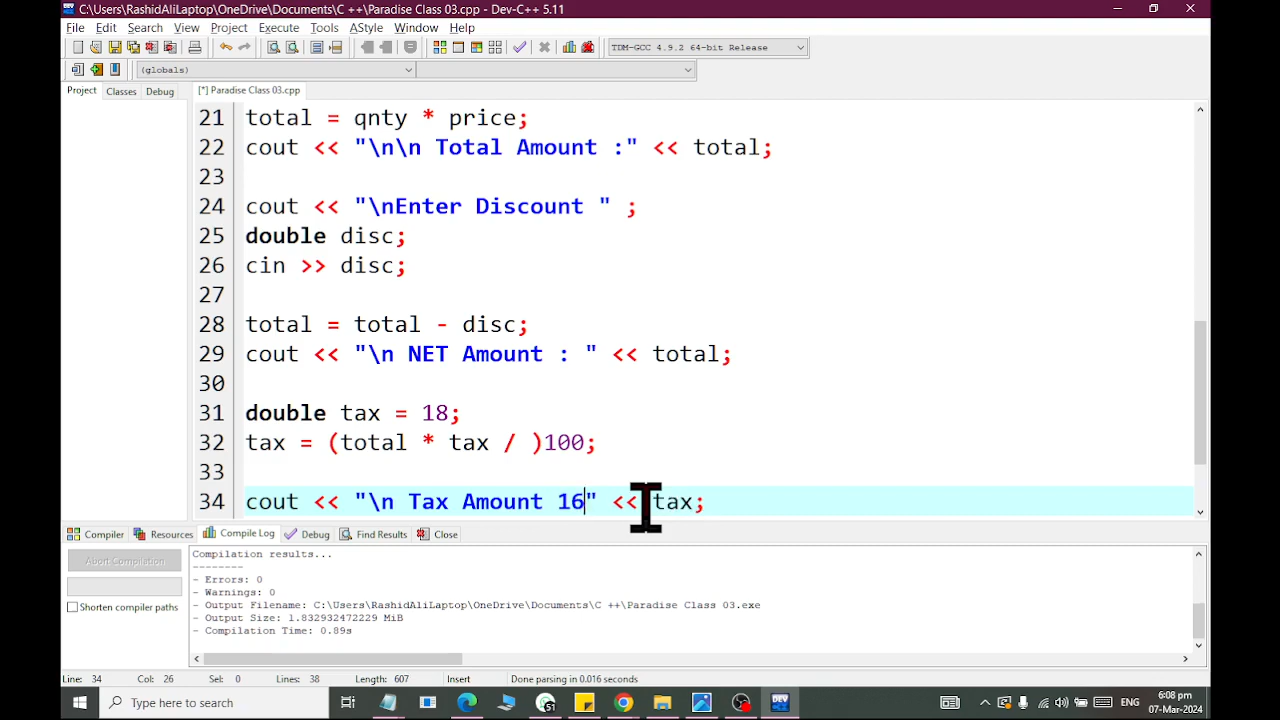 C:\Users\RashidAliLaptop\OneDrive\Documents\C ++\Paradise Class 03.cpp - Dev-C++ 5.11
File Edit Search View Project Execute Tools AStyle Window Help
TDM-GCC 4.9.2 64-bit Release
(globals)
Project Classes Debug [*] Paradise Class 03.cpp
21 total = qnty * price;
22 cout << "\n\n Total Amount :" << total;
23
24 cout << "\nEnter Discount " ;
25 double disc;
26 cin >> disc;
27
28 total = total - disc;
29 cout << "\n NET Amount : " << total;
30
31 double tax = 18;
32 tax = (total * tax / )100;
33
34 cout << "\n Tax Amount 16" << tax;
Compiler Resources Compile Log Debug Find Results Close
Abort Compilation
Shorten compiler paths
Compilation results...
--------
- Errors: 0
- Warnings: 0
- Output Filename: C:\Users\RashidAliLaptop\OneDrive\Documents\C ++\Paradise Class 03.exe
- Output Size: 1.832932472229 MiB
- Compilation Time: 0.89s
Line: 34 Col: 26 Sel: 0 Lines: 38 Length: 607 Insert Done parsing in 0.016 seconds
Type here to search
ENG
6:08 pm
07-Mar-2024